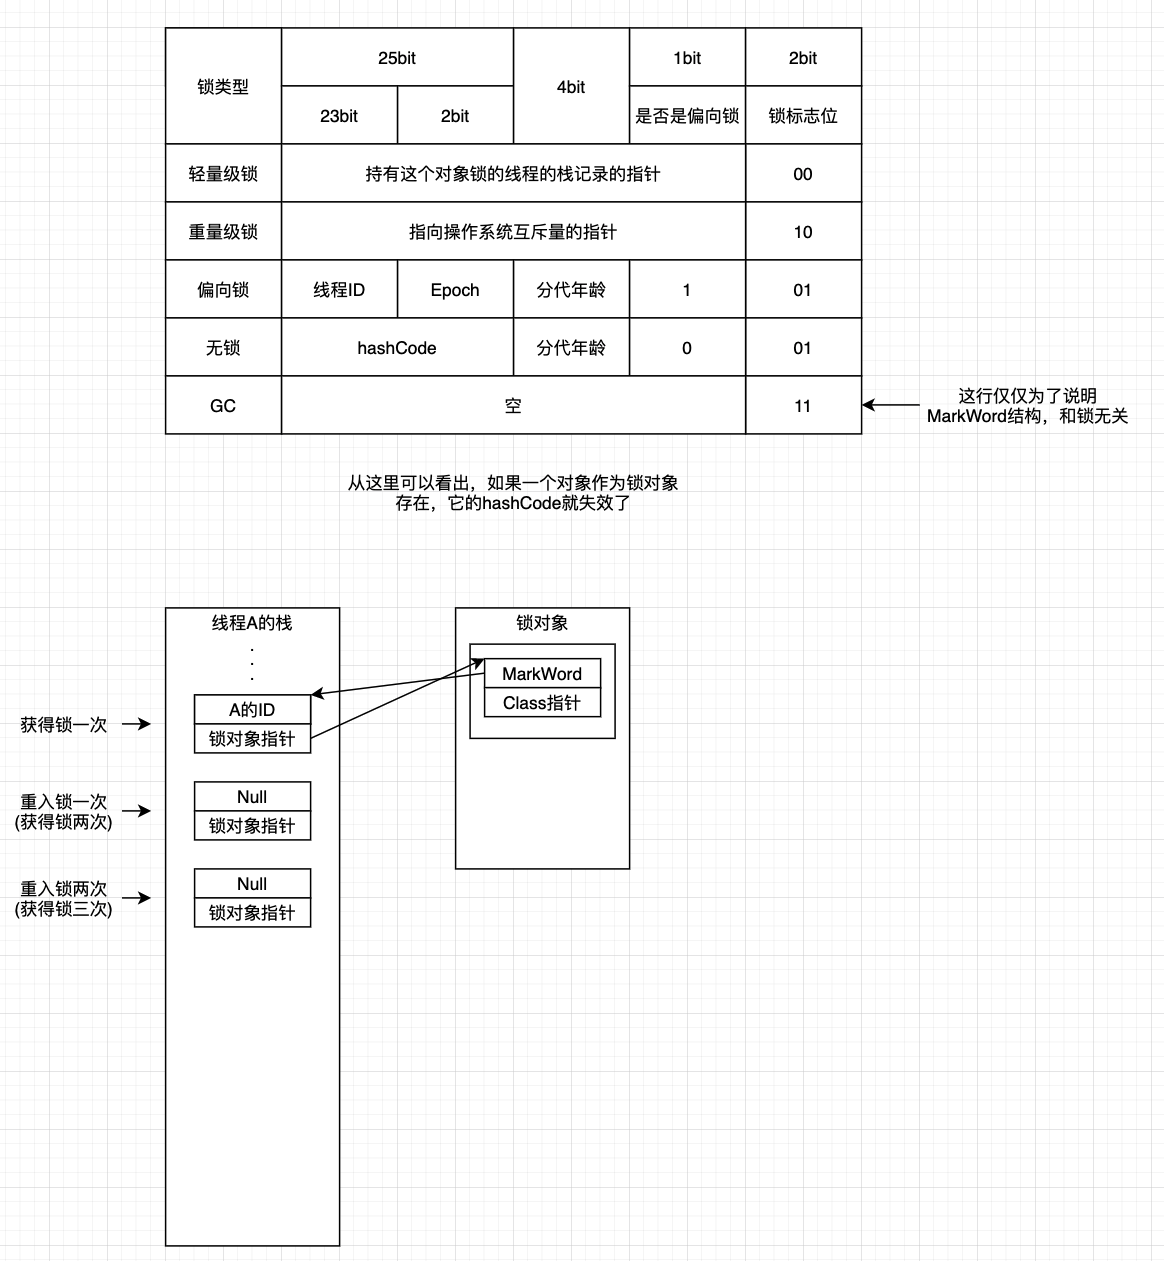 锁类型
25bit
4bit
1bit
2bit
23bit
2bit
是否是偏向锁
锁标志位
轻量级锁
持有这个对象锁的线程的栈记录的指针
00
重量级锁
指向操作系统互斥量的指针
10
偏向锁
线程ID
Epoch
分代年龄
1
01
无锁
hashCode
分代年龄
0
01
GC
空
11
这行仅仅为了说明
MarkWord结构，和锁无关
从这里可以看出，如果一个对象作为锁对象
存在，它的hashCode就失效了
线程A的栈
锁对象
MarkWord
Class指针
获得锁一次
A的ID
锁对象指针
重入锁一次
(获得锁两次)
Null
锁对象指针
重入锁两次
(获得锁三次)
Null
锁对象指针